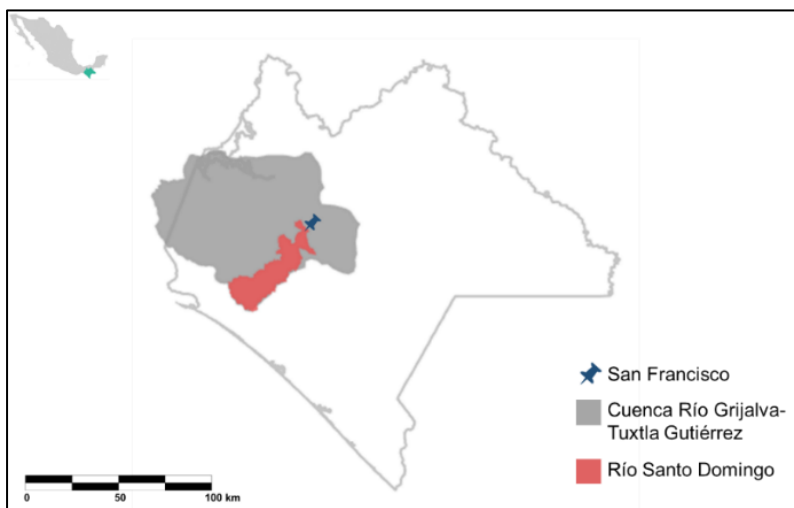 San Francisco
Cuenca Río Grijalva-
Tuxtla Gutiérrez
Río Santo Domingo
0 50 100 km